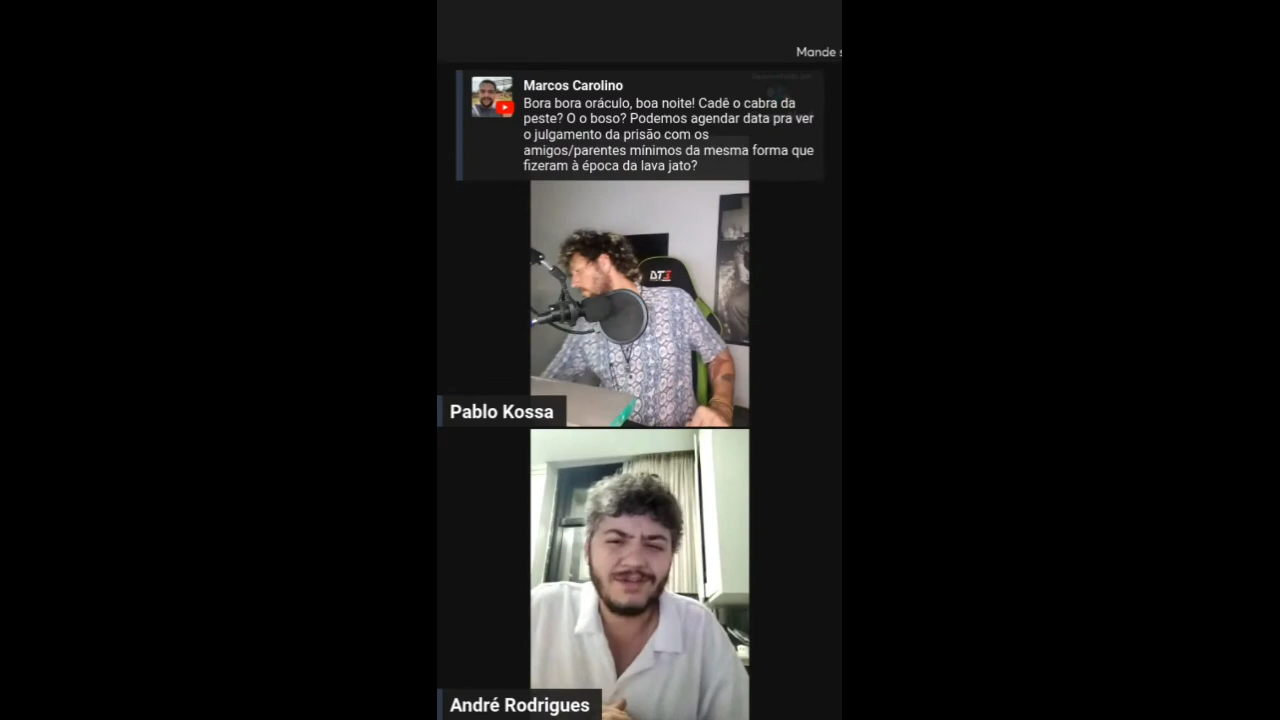 Mande s
Marcos Carolino
Bora bora oráculo, boa noite! Cadê o cabra da
peste? O o boso? Podemos agendar data pra ver
o julgamento da prisão com os
amigos/parentes mínimos da mesma forma que
fizeram à época da lava jato?
DT3
Pablo Kossa
André Rodrigues